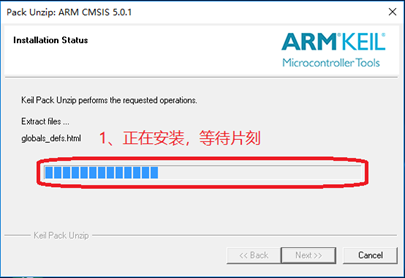 Pack Unzip: ARM CMSIS 5.0.1
Installation Status
ARM®KEIL®
Microcontroller Tools
Keil Pack Unzip performs the requested operations.
Extract files ...
globals_defs.html
1、正在安装，等待片刻
Keil Pack Unzip
<< Back
Next >>
Cancel